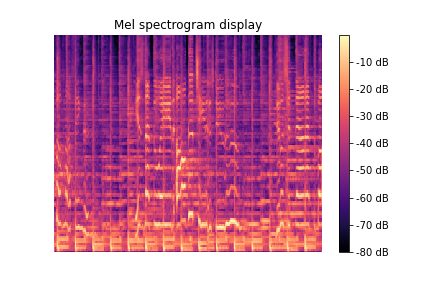 Mel spectrogram display
-10 dB
-20 dB
-30 dB
-40 dB
-50 dB
-60 dB
-70 dB
-80 dB